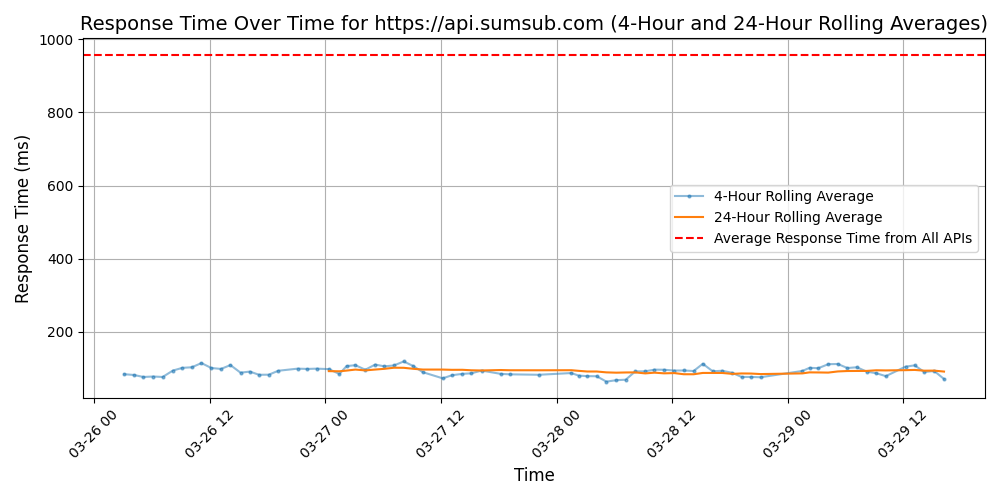 Response Time Over Time for https://api.sumsub.com (4-Hour and 24-Hour Rolling Averages)
Response Time (ms)
1000
800
600
400
200
4-Hour Rolling Average
24-Hour Rolling Average
Average Response Time from All APIs
03-26 00
03-26 12
03-27 00
03-27 12
03-28 00
03-28 12
03-29 00
03-29 12
Time